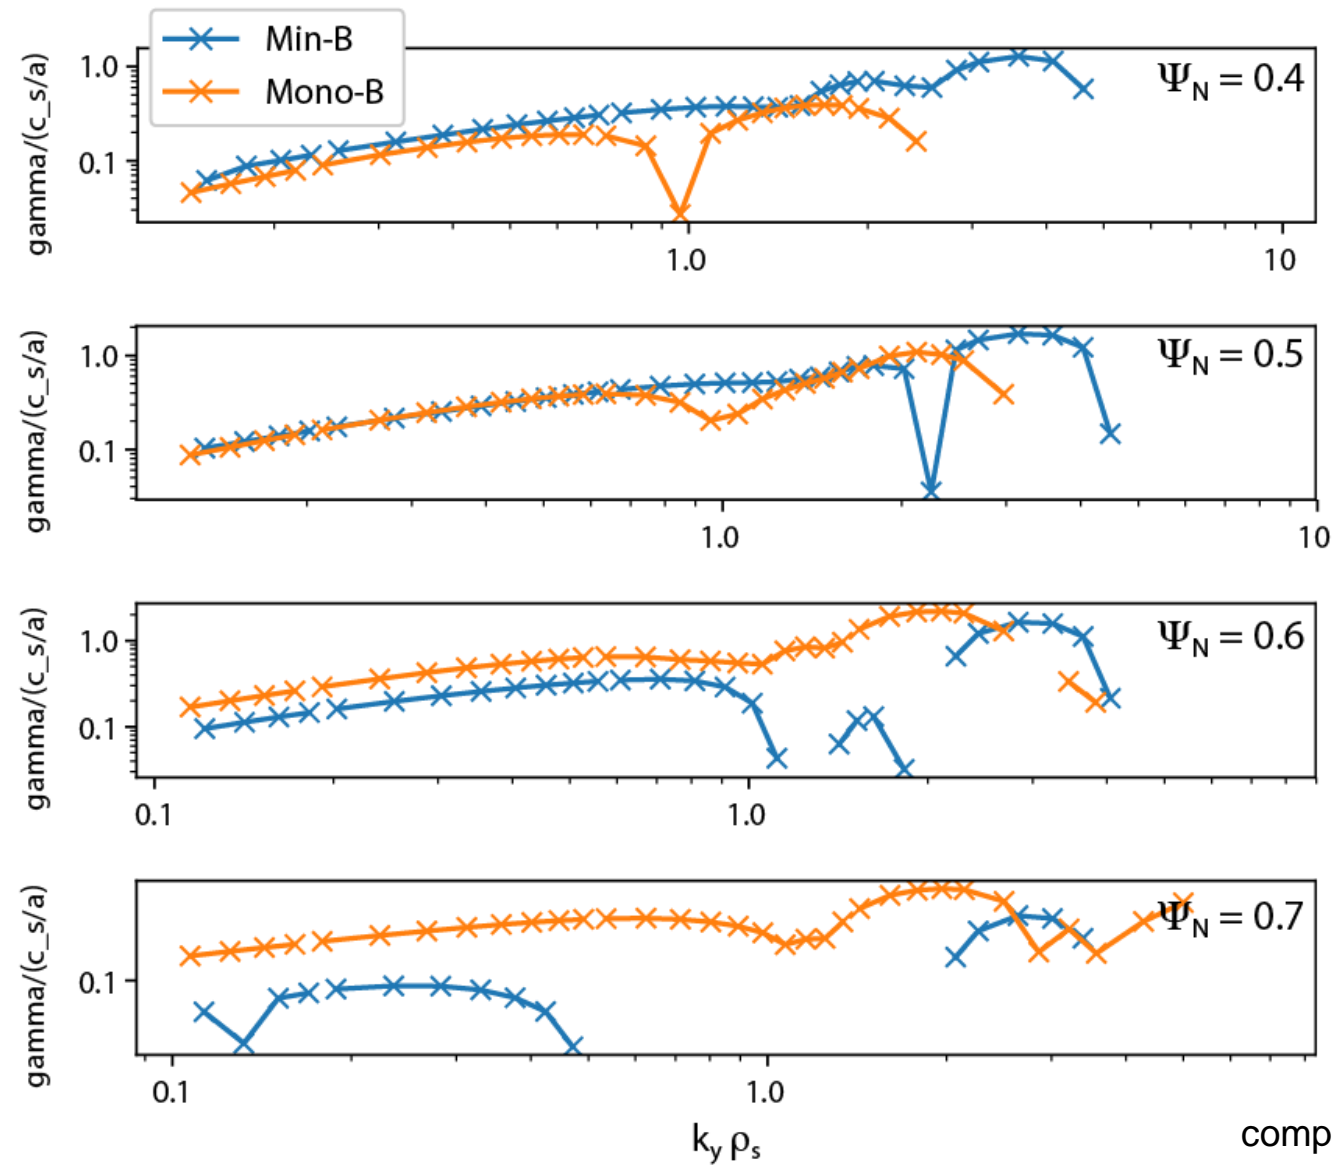 Min-B
Mono-B
gamma/(c_s/a)
1.0
0.1
Ψ_N = 0.4
1.0
10
gamma/(c_s/a)
1.0
0.1
Ψ_N = 0.5
1.0
10
gamma/(c_s/a)
1.0
0.1
Ψ_N = 0.6
0.1
1.0
gamma/(c_s/a)
0.1
Ψ_N = 0.7
0.1
1.0
k_y ρ_s
comp